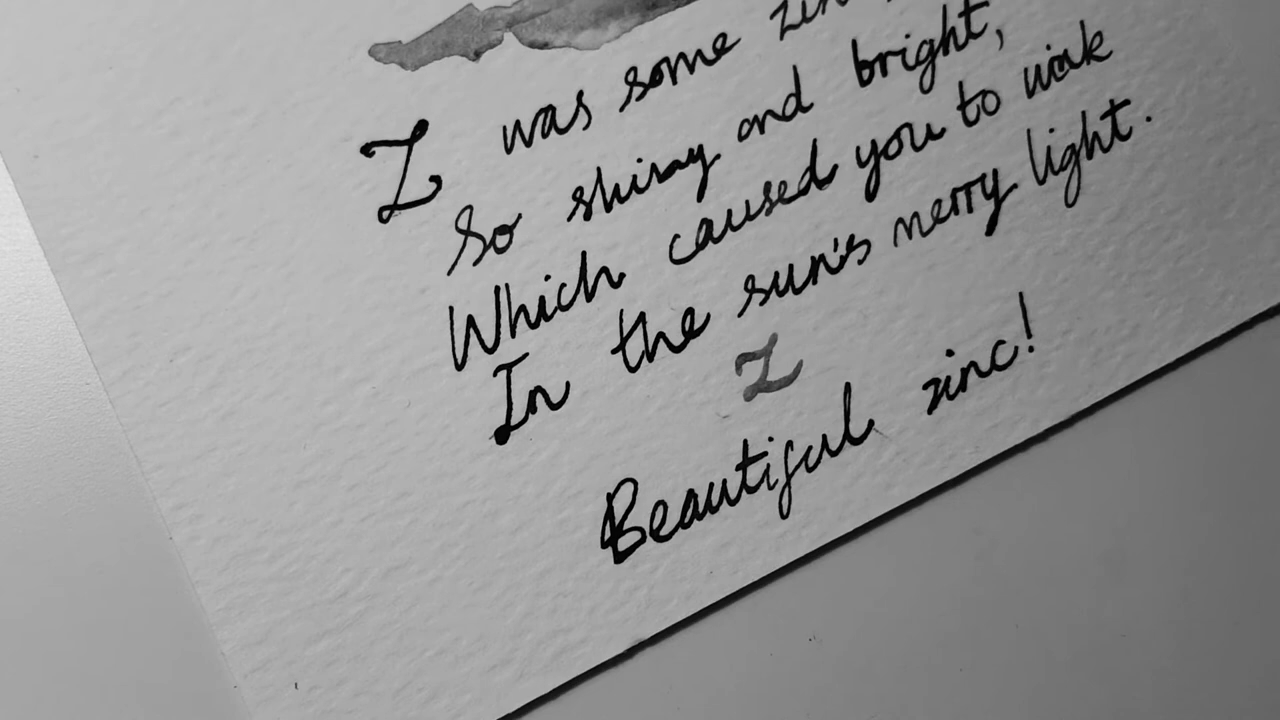 Z was some
So shiny and bright,
Which caused you to wink
In the sun's merry light.
Z
Beautiful zinc!